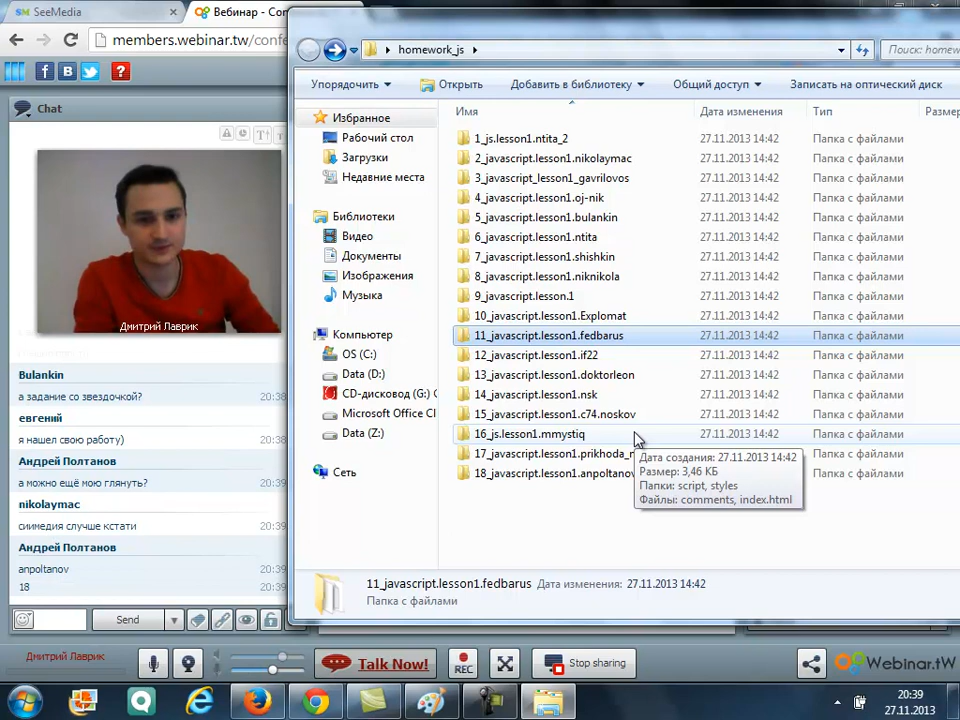 SeeMedia
Вебинар - Con
members.webinar.tw/confe
Chat
Дмитрий Лаврик
Bulankin
а задание со звездочкой? 20:38
евгений
я нашел свою работу) 20:38
Андрей Полтанов
а можно ещё мою глянуть? 20:38
nikolaymac
сиимедия случше кстати 20:39
Андрей Полтанов
anpoltanov 20:39
18 20:39
Send
Дмитрий Лаврик
Talk Now!
REC
Stop sharing
Webinar.tw
homework_js
Поиск: homew
Упорядочить
Открыть
Добавить в библиотеку
Общий доступ
Записать на оптический диск
Избранное
Рабочий стол
Загрузки
Недавние места
Библиотеки
Видео
Документы
Изображения
Музыка
Компьютер
OS (C:)
Data (D:)
CD-дисковод (G:) C
Microsoft Office Cl
Data (Z:)
Сеть
Имя Дата изменения Тип Размер
1_js.lesson1.ntita_2 27.11.2013 14:42 Папка с файлами
2_javascript.lesson1.nikolaymac 27.11.2013 14:42 Папка с файлами
3_javascript_lesson1_gavrilovos 27.11.2013 14:42 Папка с файлами
4_javascript.lesson1.oj-nik 27.11.2013 14:42 Папка с файлами
5_javascript.lesson1.bulankin 27.11.2013 14:42 Папка с файлами
6_javascript.lesson1.ntita 27.11.2013 14:42 Папка с файлами
7_javascript.lesson1.shishkin 27.11.2013 14:42 Папка с файлами
8_javascript.lesson1.niknikola 27.11.2013 14:42 Папка с файлами
9_javascript.lesson.1 27.11.2013 14:42 Папка с файлами
10_javascript.lesson1.Explomat 27.11.2013 14:42 Папка с файлами
11_javascript.lesson1.fedbarus 27.11.2013 14:42 Папка с файлами
12_javascript.lesson1.if22 27.11.2013 14:42 Папка с файлами
13_javascript.lesson1.doktorleon 27.11.2013 14:42 Папка с файлами
14_javascript.lesson1.nsk 27.11.2013 14:42 Папка с файлами
15_javascript.lesson1.c74.noskov 27.11.2013 14:42 Папка с файлами
16_js.lesson1.mmystiq 27.11.2013 14:42 Папка с файлами
17_javascript.lesson1.prikhoda_ Папка с файлами
18_javascript.lesson1.anpoltanov Папка с файлами
Дата создания: 27.11.2013 14:42
Размер: 3,46 КБ
Папки: script, styles
Файлы: comments, index.html
11_javascript.lesson1.fedbarus Дата изменения: 27.11.2013 14:42
Папка с файлами
20:39
27.11.2013